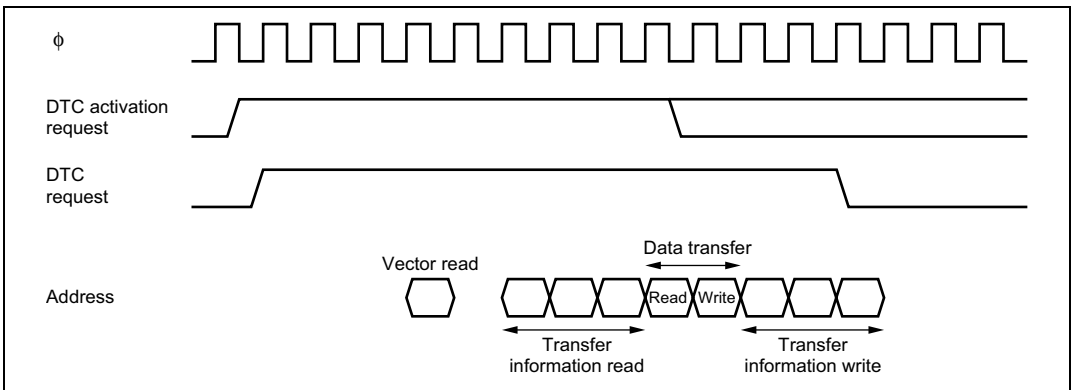 ϕ
DTC activation
request
DTC
request
Data transfer
Vector read
Address
Read
Write
Transfer
information read
Transfer
information write